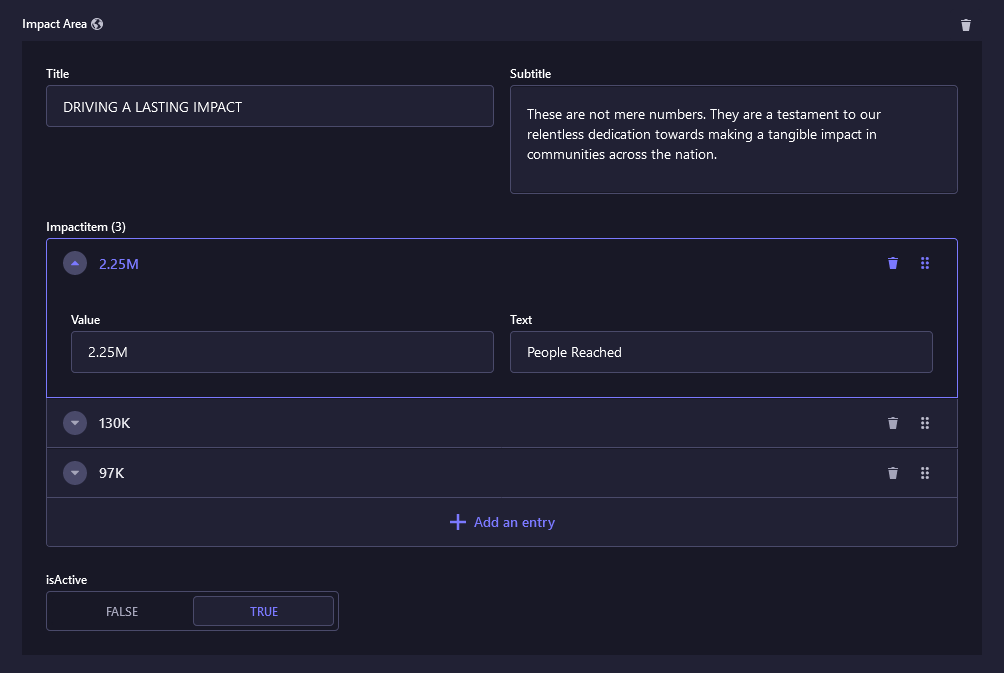 Impact Area
Title
DRIVING A LASTING IMPACT
Subtitle
These are not mere numbers. They are a testament to our
relentless dedication towards making a tangible impact in
communities across the nation.
Impactitem (3)
2.25M
Value
2.25M
Text
People Reached
130K
97K
Add an entry
isActive
FALSE
TRUE